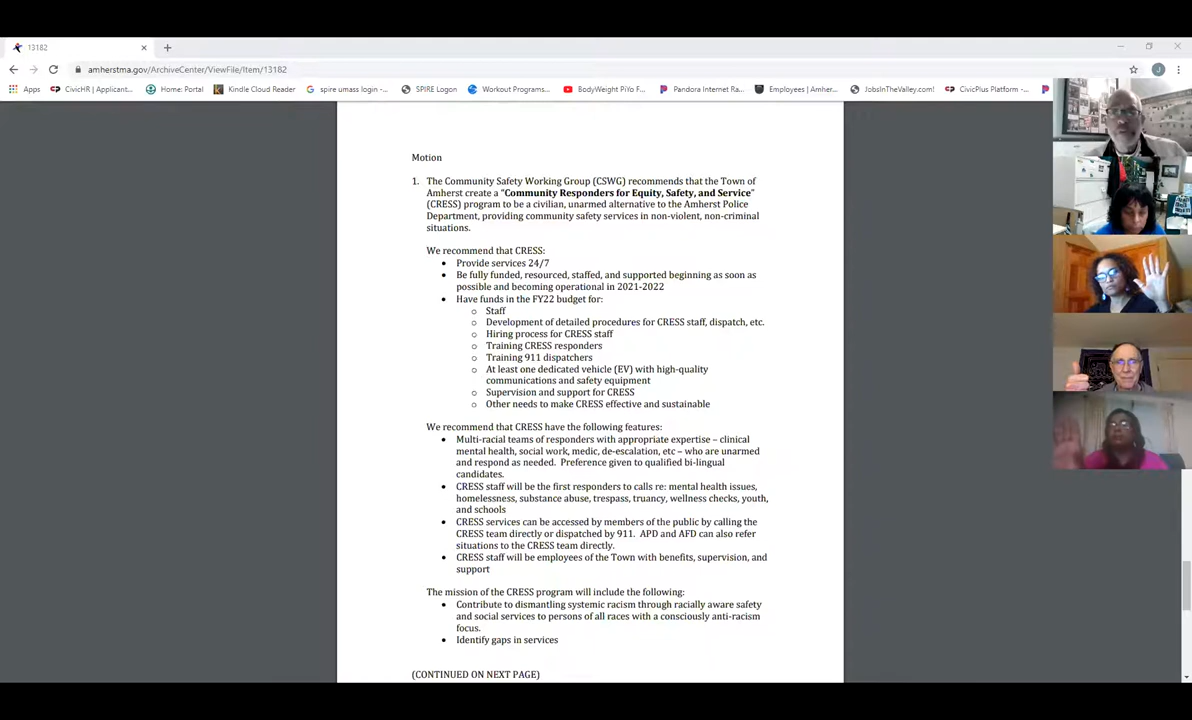 13182
amherstma.gov/ArchiveCenter/ViewFile/Item/13182
J
Apps
CivicHR | Applicant...
Home: Portal
Kindle Cloud Reader
spire umass login -...
SPIRE Logon
Workout Programs...
BodyWeight PiYo F...
Pandora Internet Ra...
Employees | Amher...
JobsInTheValley.com!
CivicPlus Platform -...
Motion
1. The Community Safety Working Group (CSWG) recommends that the Town of
Amherst create a "Community Responders for Equity, Safety, and Service"
(CRESS) program to be a civilian, unarmed alternative to the Amherst Police
Department, providing community safety services in non-violent, non-criminal
situations.
We recommend that CRESS:
• Provide services 24/7
• Be fully funded, resourced, staffed, and supported beginning as soon as
possible and becoming operational in 2021-2022
• Have funds in the FY22 budget for:
o Staff
o Development of detailed procedures for CRESS staff, dispatch, etc.
o Hiring process for CRESS staff
o Training CRESS responders
o Training 911 dispatchers
o At least one dedicated vehicle (EV) with high-quality
communications and safety equipment
o Supervision and support for CRESS
o Other needs to make CRESS effective and sustainable
We recommend that CRESS have the following features:
• Multi-racial teams of responders with appropriate expertise – clinical
mental health, social work, medic, de-escalation, etc – who are unarmed
and respond as needed. Preference given to qualified bi-lingual
candidates.
• CRESS staff will be the first responders to calls re: mental health issues,
homelessness, substance abuse, trespass, truancy, wellness checks, youth,
and schools
• CRESS services can be accessed by members of the public by calling the
CRESS team directly or dispatched by 911. APD and AFD can also refer
situations to the CRESS team directly.
• CRESS staff will be employees of the Town with benefits, supervision, and
support
The mission of the CRESS program will include the following:
• Contribute to dismantling systemic racism through racially aware safety
and social services to persons of all races with a consciously anti-racism
focus.
• Identify gaps in services
(CONTINUED ON NEXT PAGE)